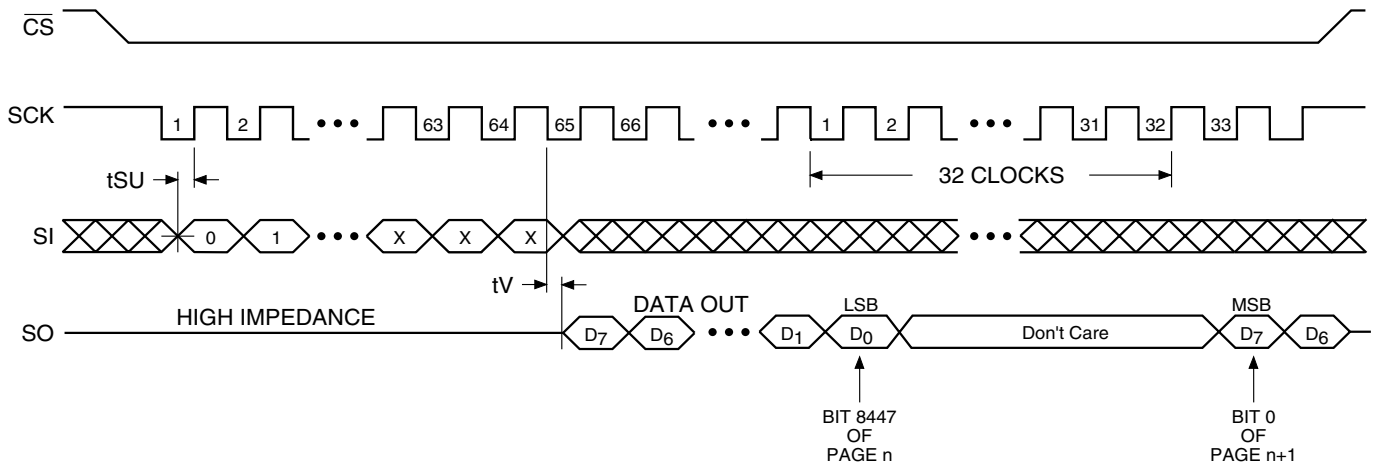 CS
SCK
1 2 ••• 63 64 65 66 ••• 1 2 ••• 31 32 33
tSU
32 CLOCKS
SI
0 1 ••• X X X •••
tV
HIGH IMPEDANCE
DATA OUT
LSB
MSB
SO
D7 D6 ••• D1 D0 Don't Care D7 D6
BIT 8447
OF
PAGE n
BIT 0
OF
PAGE n+1